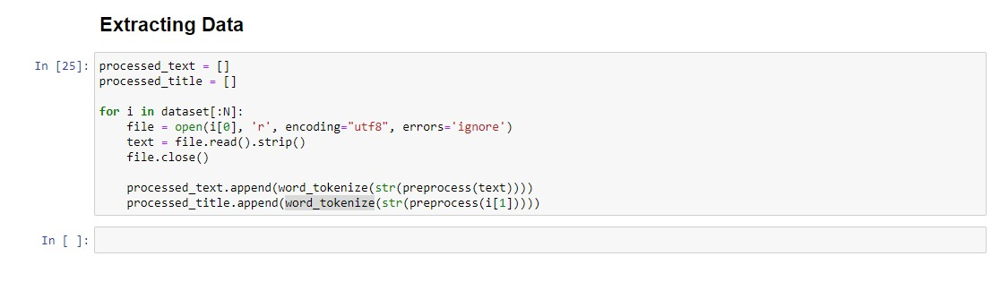 Extracting Data
In [25]: processed_text = []
processed_title = []
for i in dataset[:N]:
    file = open(i[0], 'r', encoding="utf8", errors='ignore')
    text = file.read().strip()
    file.close()
    processed_text.append(word_tokenize(str(preprocess(text))))
    processed_title.append(word_tokenize(str(preprocess(i[1]))))
In [ ]: